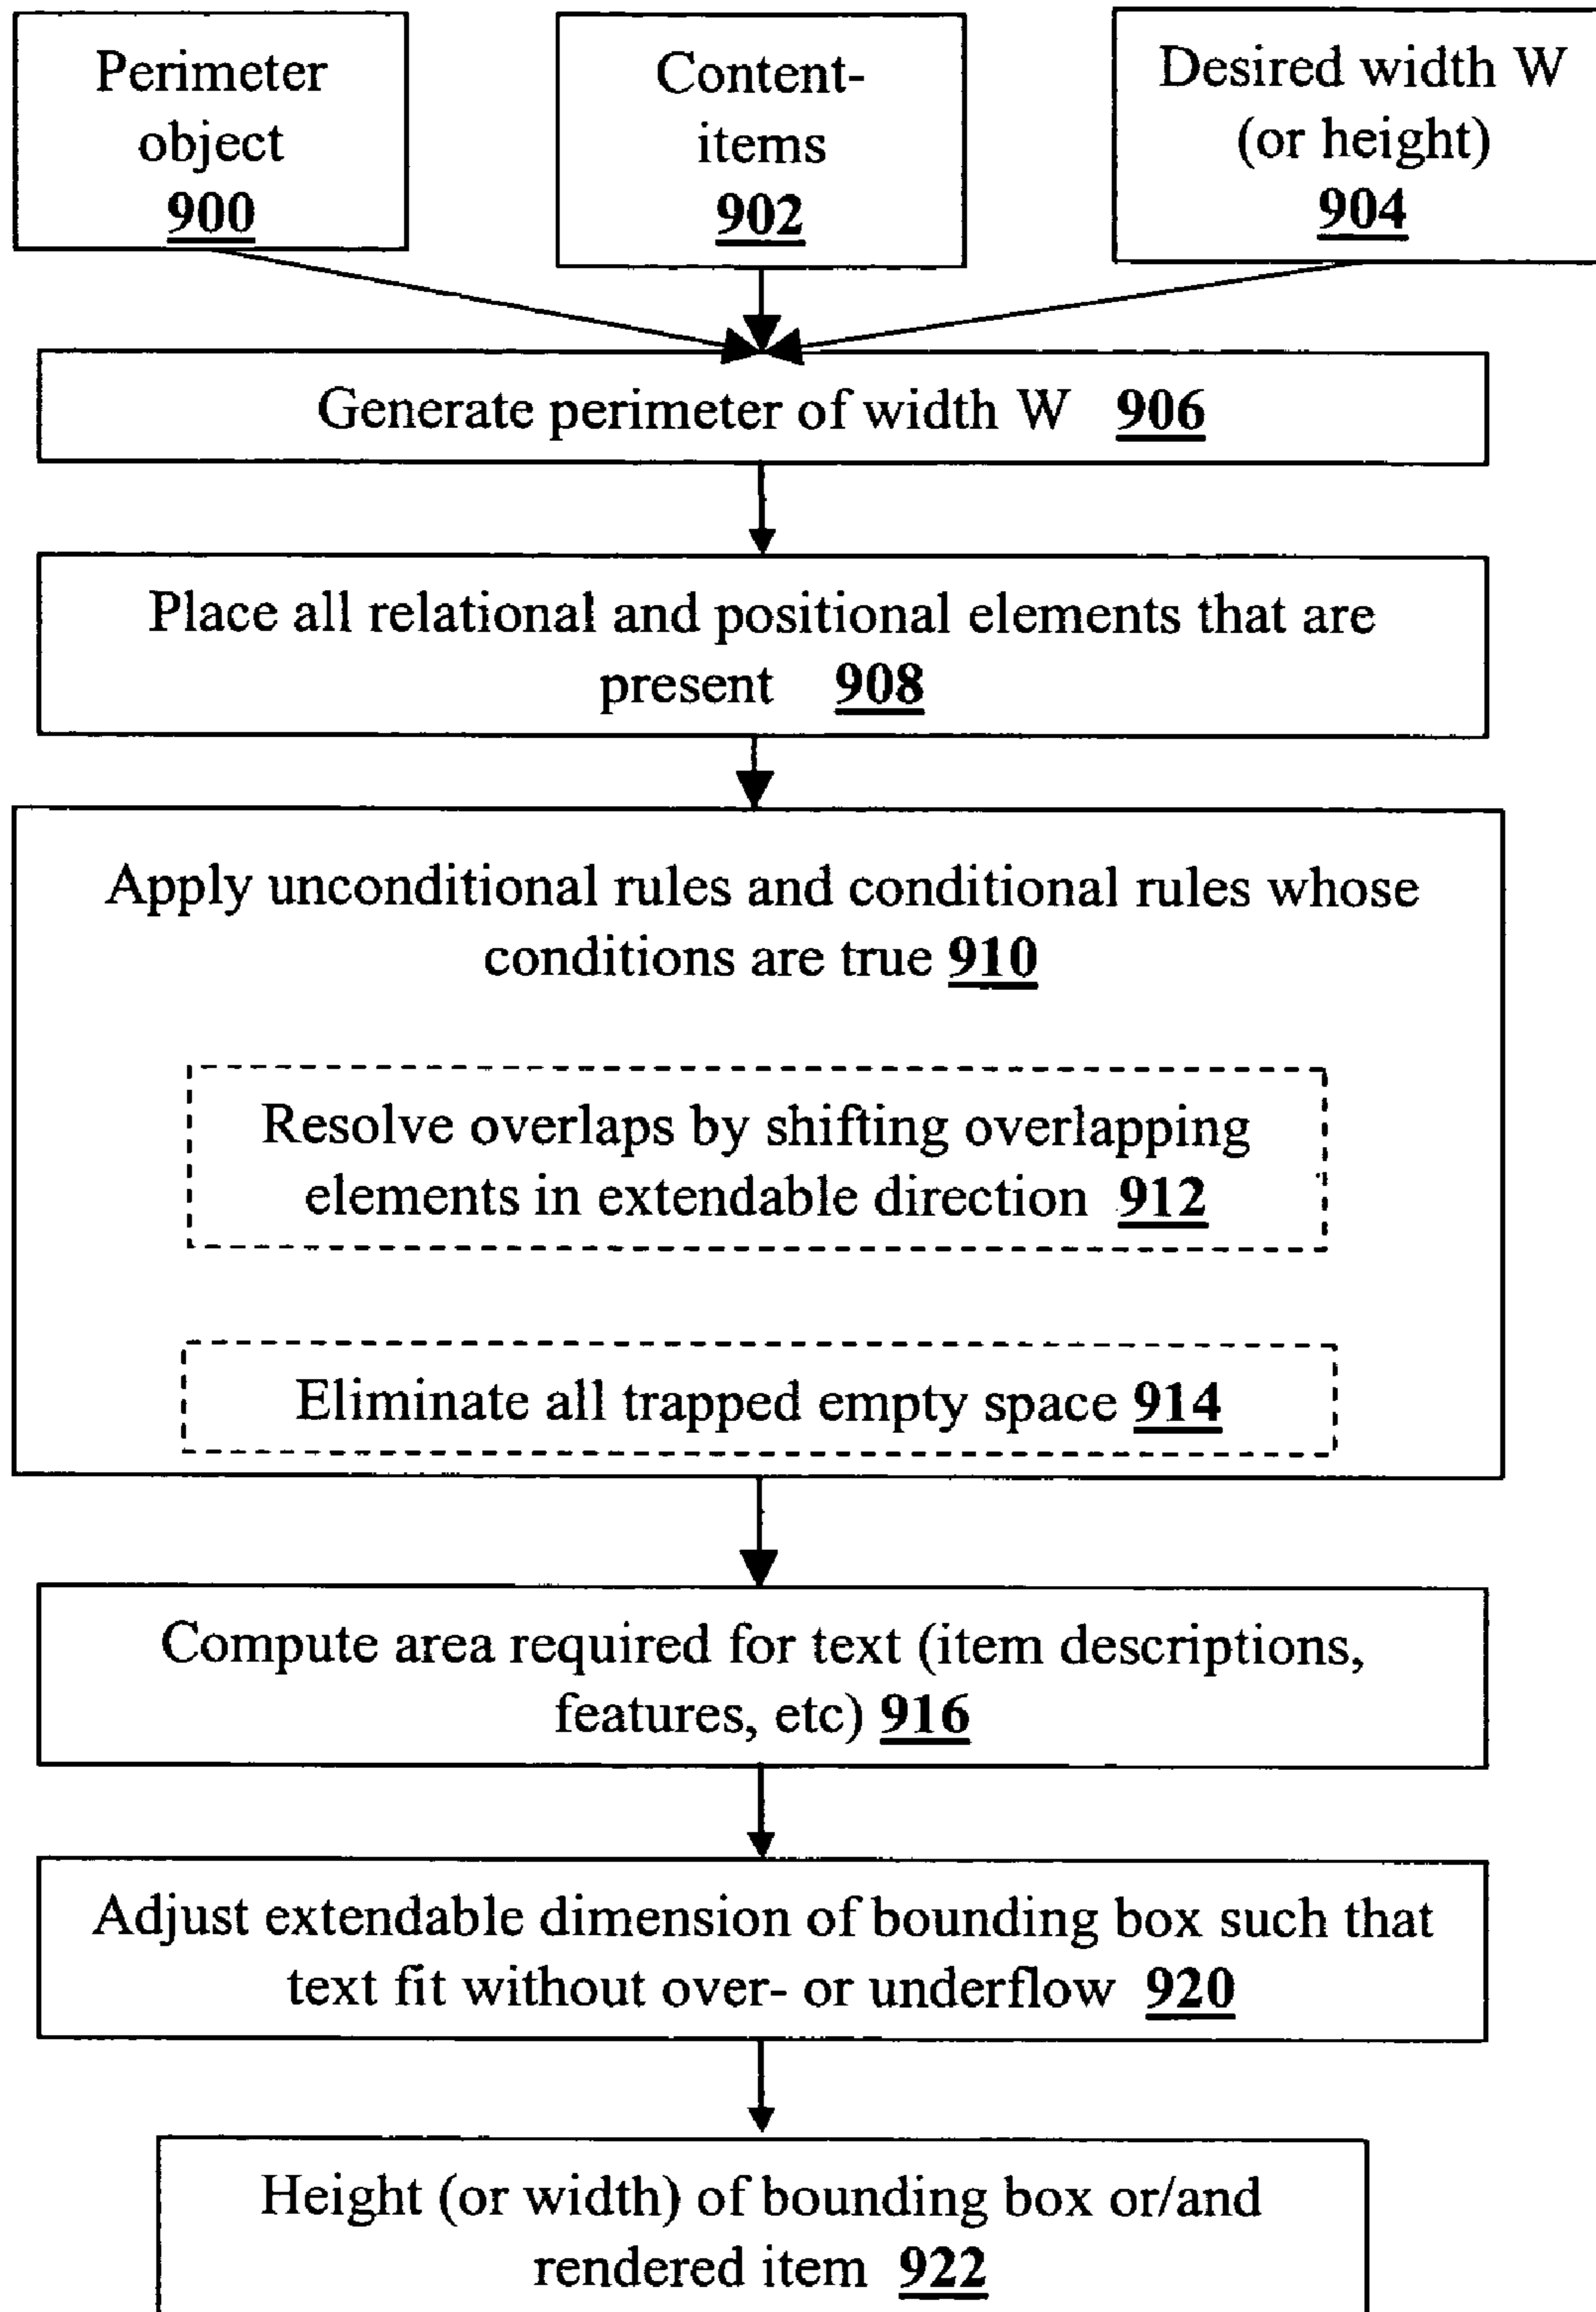 Perimeter
object
900
Content-
items
902
Desired width W
(or height)
904
Generate perimeter of width W 906
Place all relational and positional elements that are
present 908
Apply unconditional rules and conditional rules whose
conditions are true 910
Resolve overlaps by shifting overlapping
elements in extendable direction 912
Eliminate all trapped empty space 914
Compute area required for text (item descriptions,
features, etc) 916
Adjust extendable dimension of bounding box such that
text fit without over- or underflow 920
Height (or width) of bounding box or/and
rendered item 922